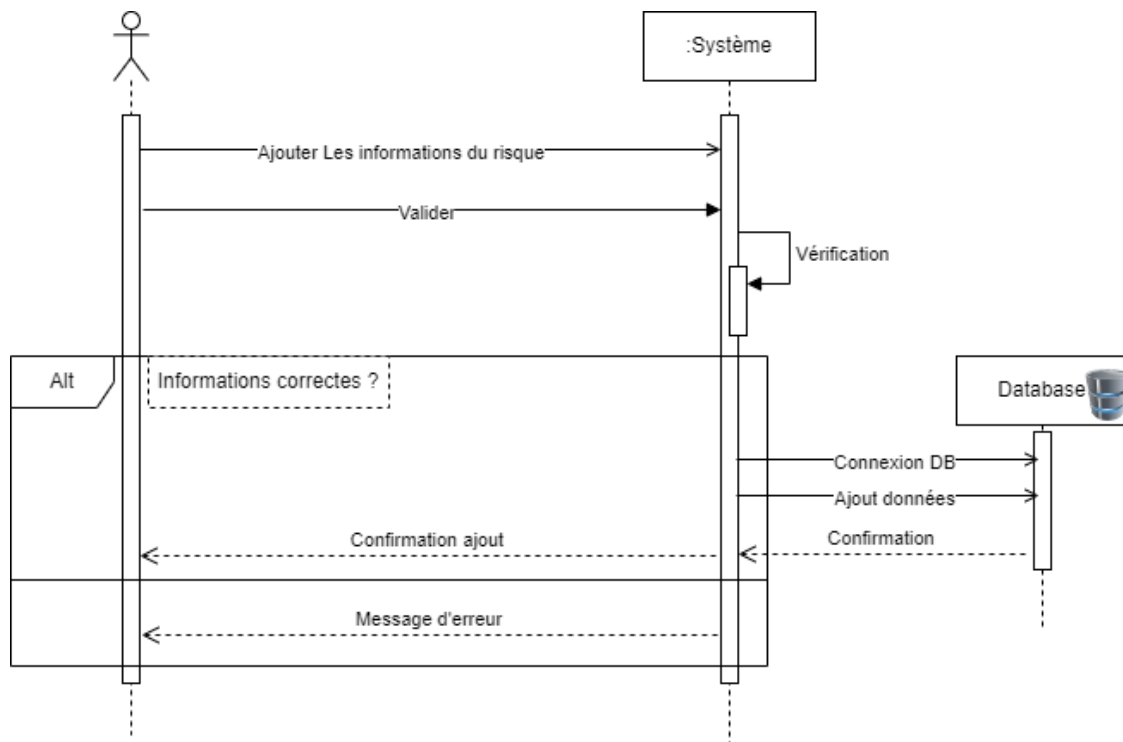 :Système
Ajouter Les informations du risque
Valider
Vérification
Alt
Informations correctes ?
Database
Connexion DB
Ajout données
Confirmation ajout
Confirmation
Message d'erreur